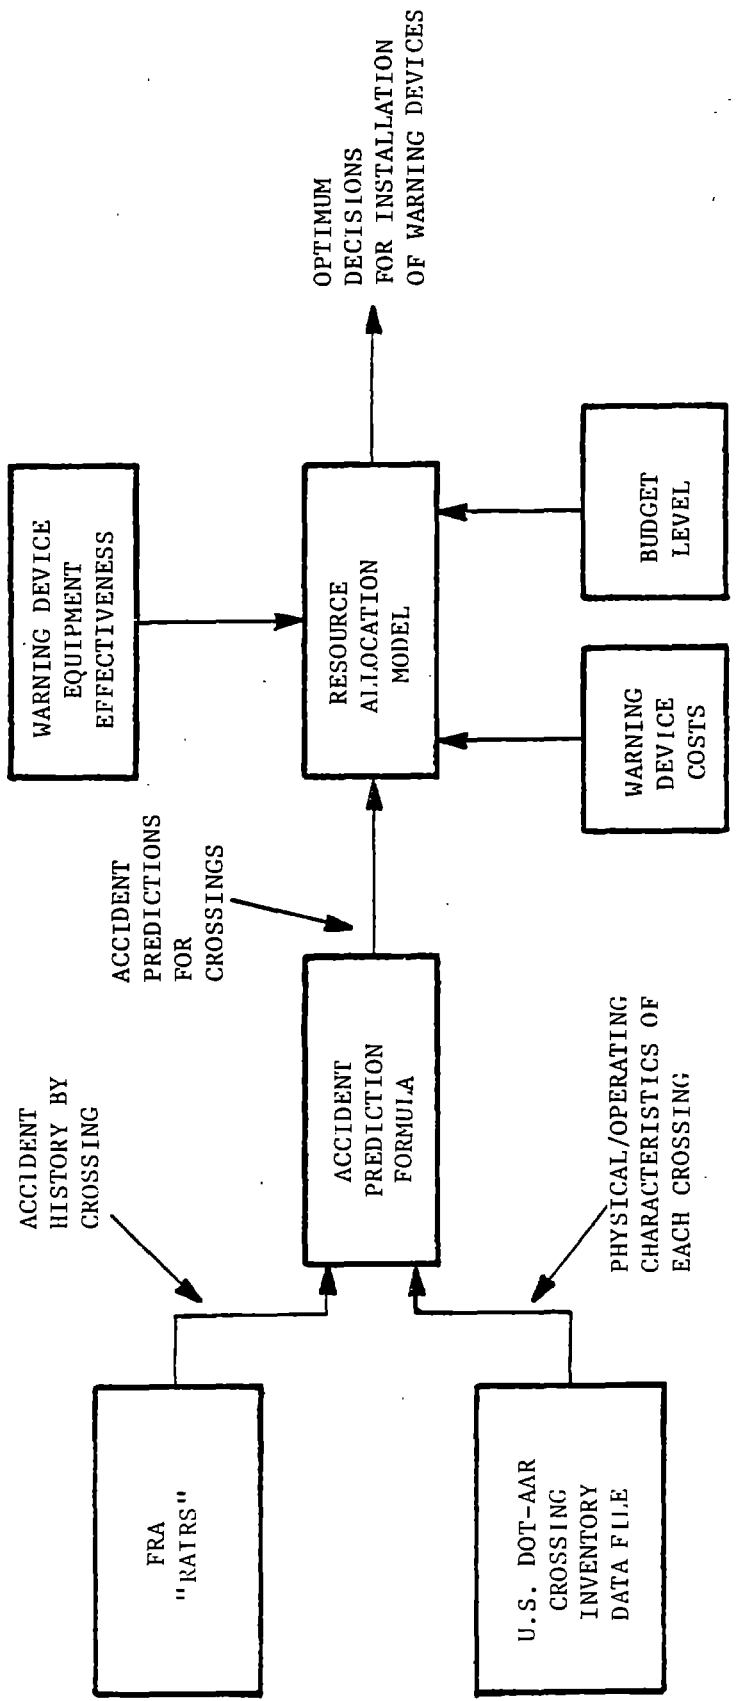 FRA
"RAIRS"
U.S. DOT-AAR
CROSSING
INVENTORY
DATA FILE
ACCIDENT
HISTORY BY
CROSSING
PHYSICAL/OPERATING
CHARACTERISTICS OF
EACH CROSSING
ACCIDENT
PREDICTION
FORMULA
ACCIDENT
PREDICTIONS
FOR
CROSSINGS
WARNING DEVICE
EQUIPMENT
EFFECTIVENESS
RESOURCE
ALLOCATION
MODEL
WARNING
DEVICE
COSTS
BUDGET
LEVEL
OPTIMUM
DECISIONS
FOR INSTALLATION
OF WARNING DEVICES